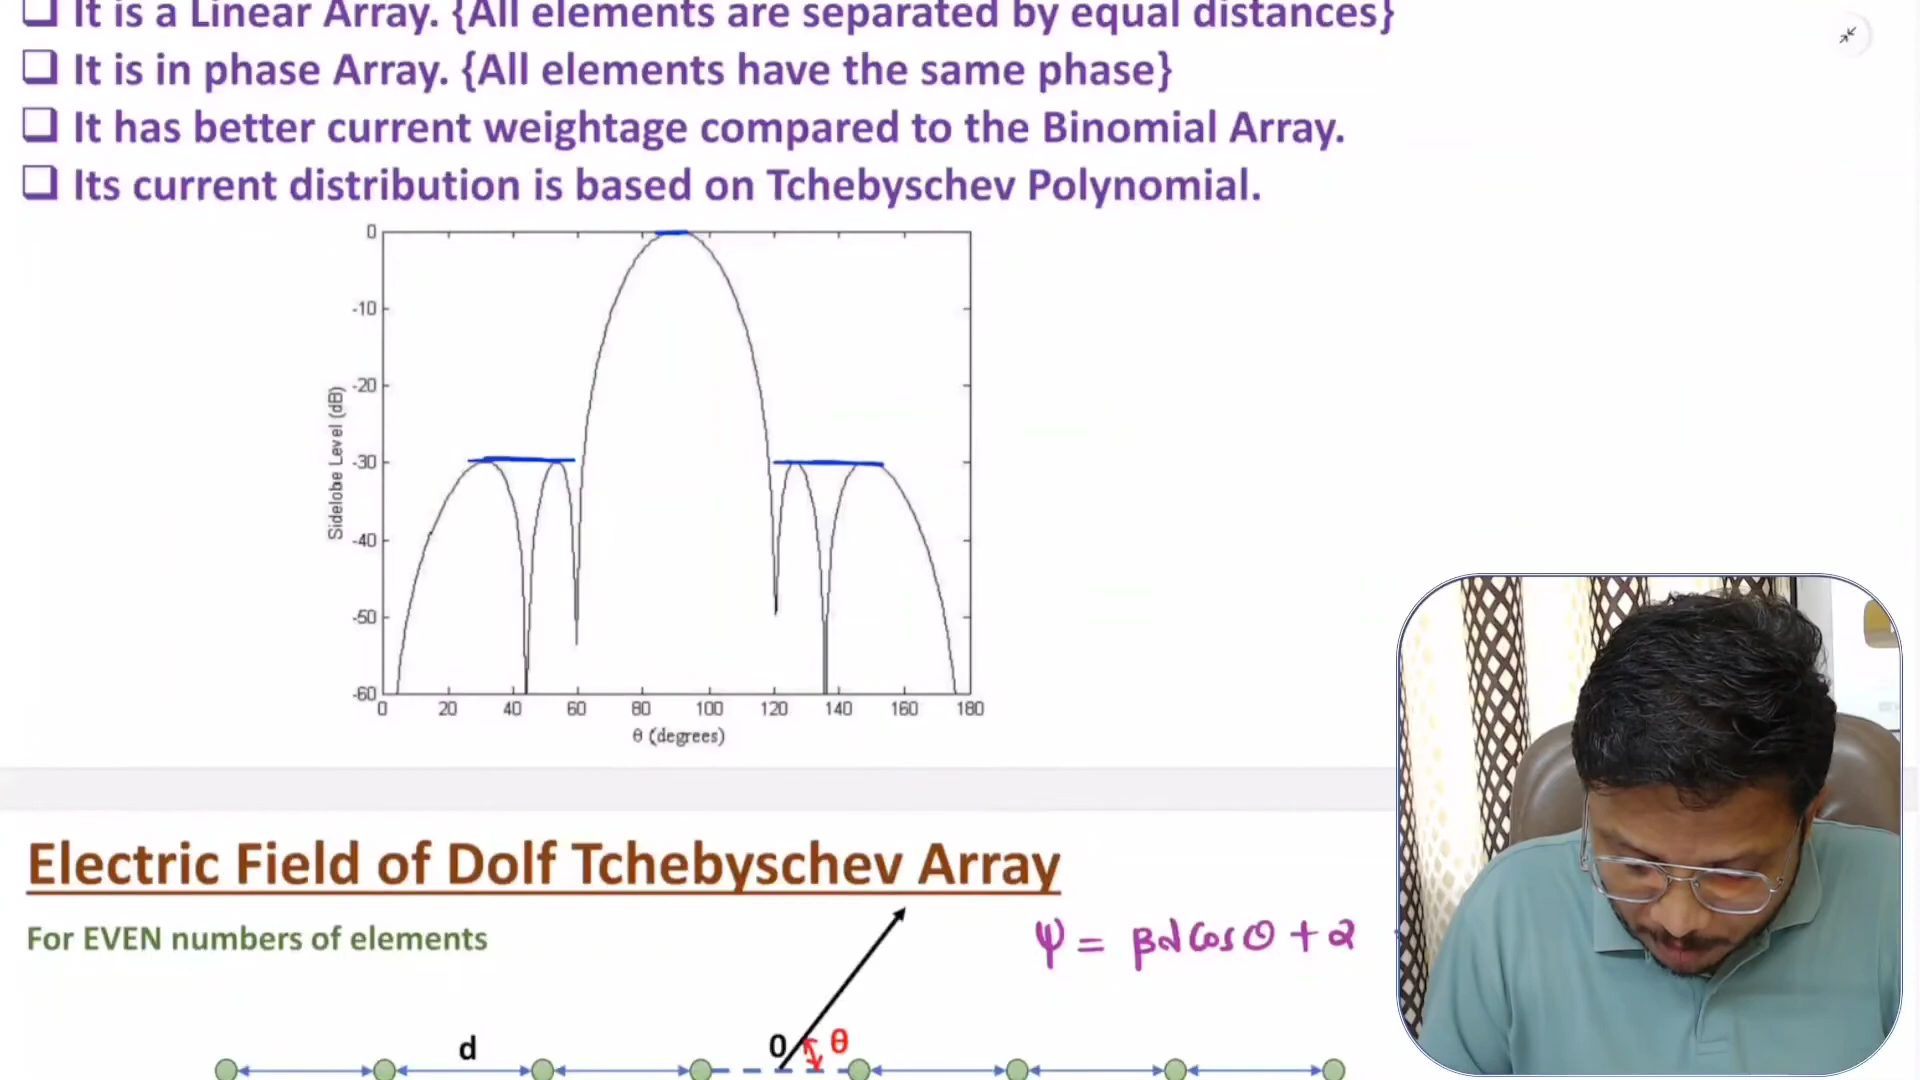 It is a Linear Array. {All elements are separated by equal distances}
It is in phase Array. {All elements have the same phase}
It has better current weightage compared to the Binomial Array.
Its current distribution is based on Tchebyschev Polynomial.
0
-10
-20
-30
-40
-50
-60
Sidelobe Level (dB)
0 20 40 60 80 100 120 140 160 180
θ (degrees)
Electric Field of Dolf Tchebyschev Array
For EVEN numbers of elements
ψ = βd cos θ + α
d 0 θ